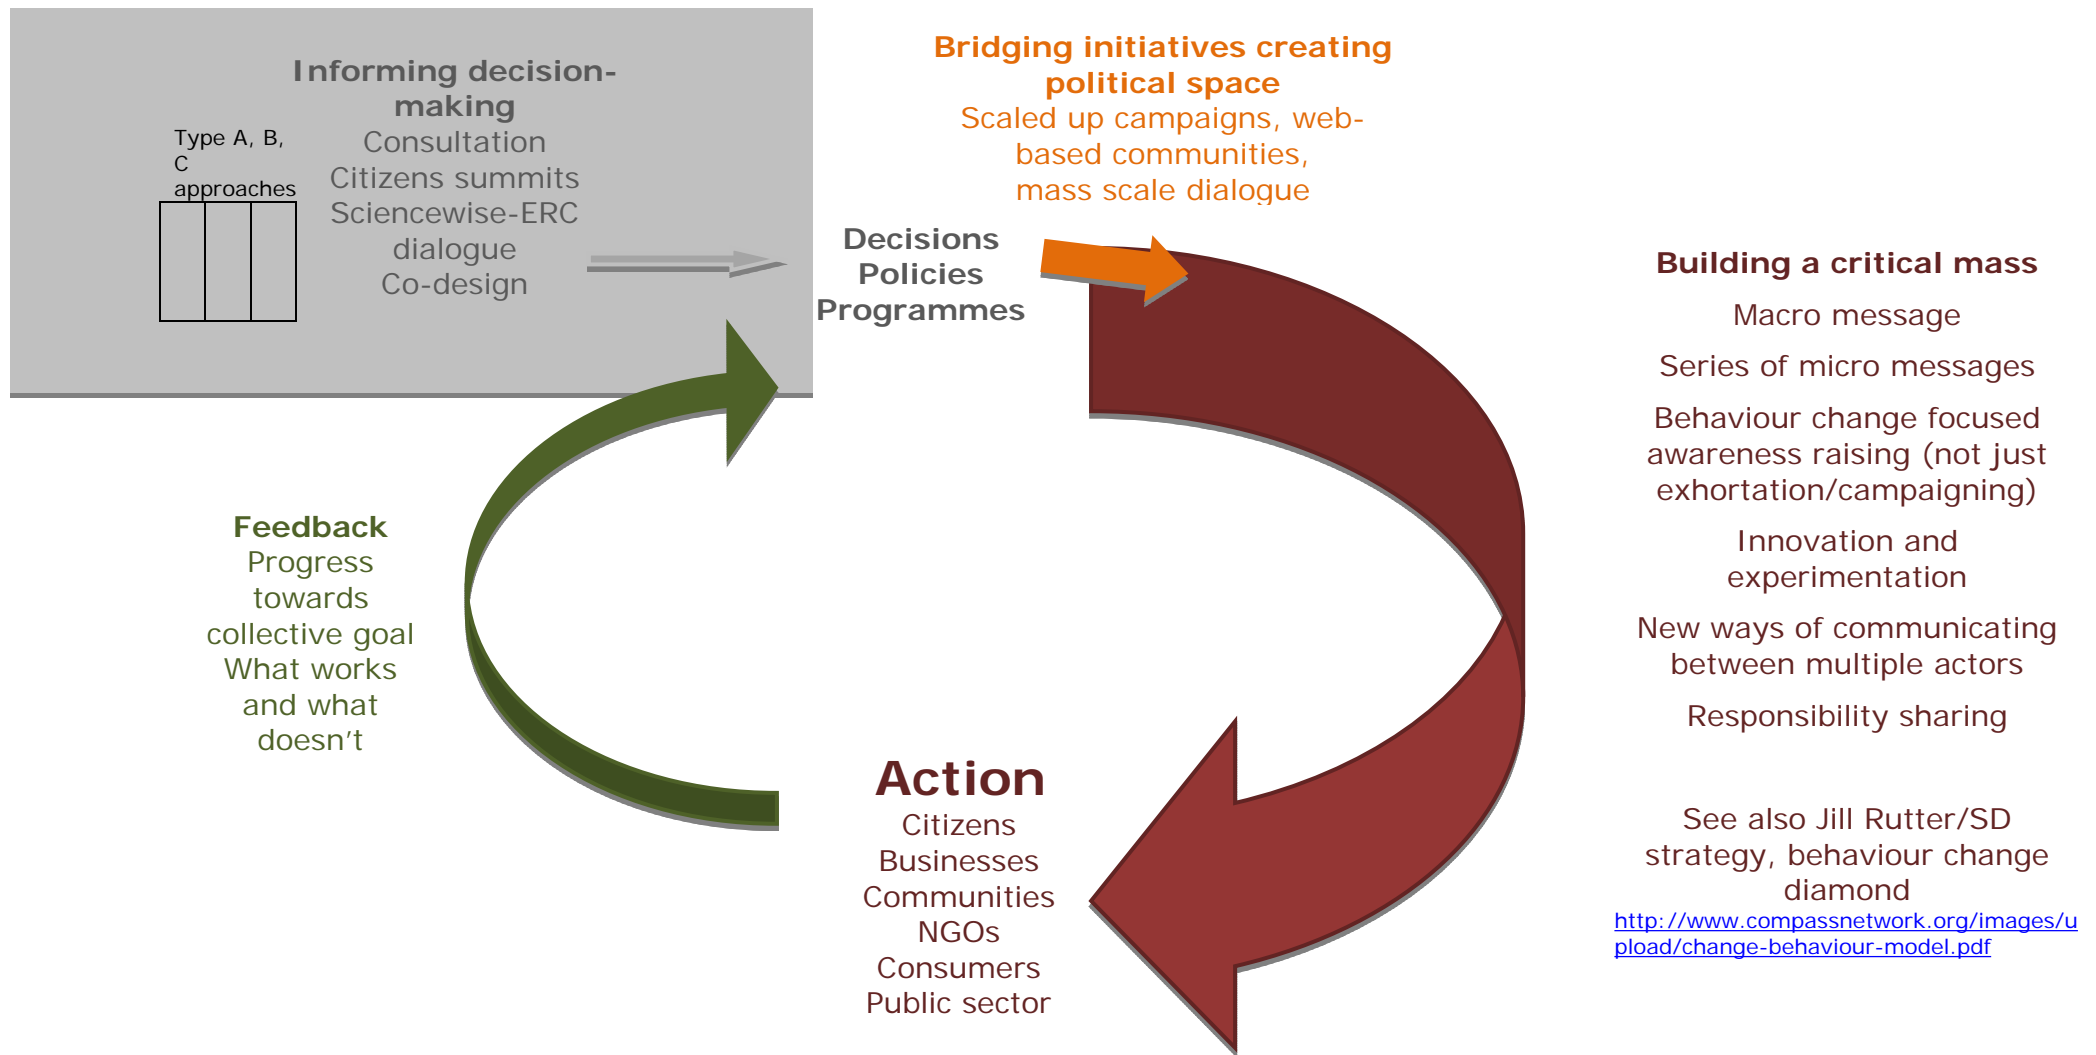 Informing decision-
making
Consultation
Citizens summits
Sciencewise-ERC
dialogue
Co-design
Type A, B,
C
approaches
Bridging initiatives creating
political space
Scaled up campaigns, web-
based communities,
mass scale dialogue
Decisions
Policies
Programmes
Building a critical mass
Macro message
Series of micro messages
Behaviour change focused
awareness raising (not just
exhortation/campaigning)
Innovation and
experimentation
New ways of communicating
between multiple actors
Responsibility sharing
See also Jill Rutter/SD
strategy, behaviour change
diamond
http://www.compassnetwork.org/images/u
pload/change-behaviour-model.pdf
Feedback
Progress
towards
collective goal
What works
and what
doesn't
Action
Citizens
Businesses
Communities
NGOs
Consumers
Public sector